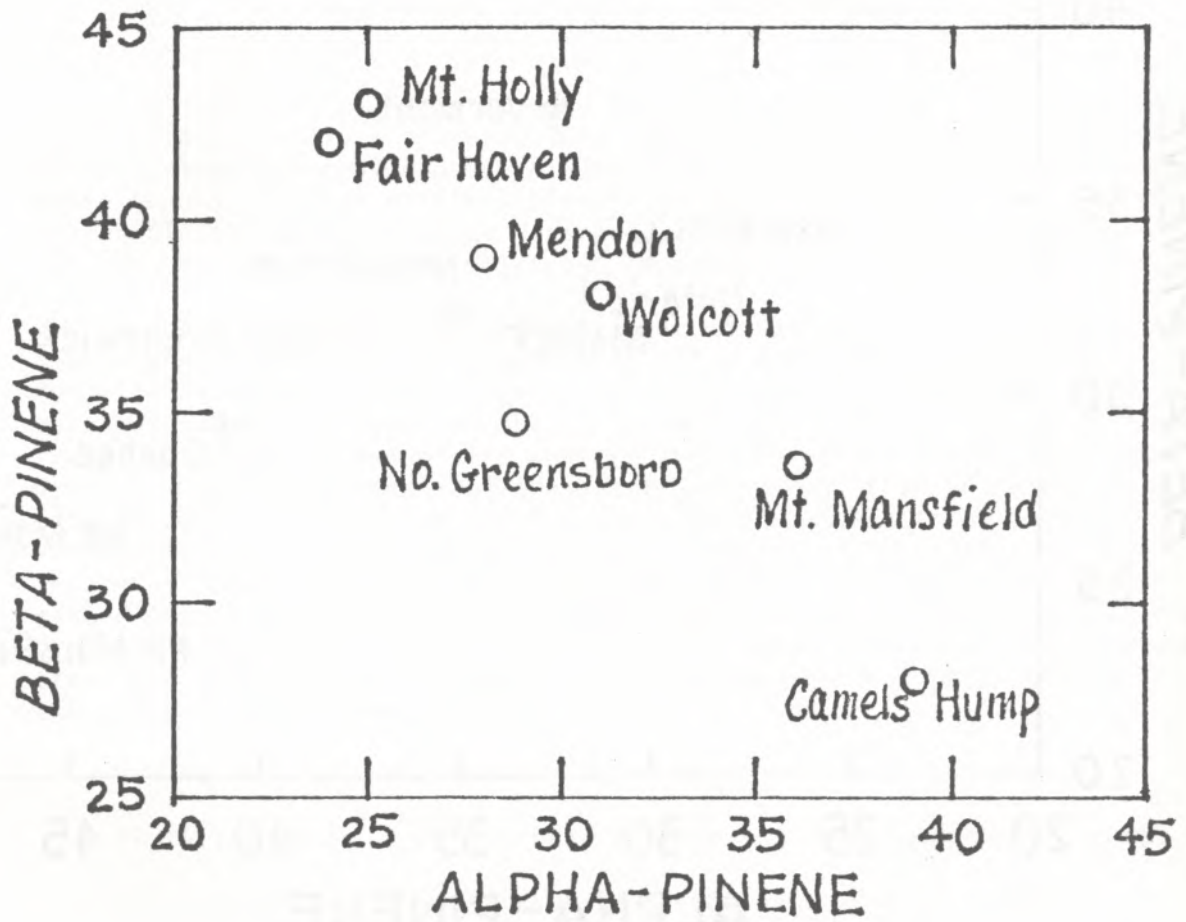 45
Mt. Holly
Fair Haven
40
Mendon
Wolcott
35
No. Greensboro
Mt. Mansfield
30
Camels Hump
25
20 25 30 35 40 45
BETA-PINENE
ALPHA-PINENE